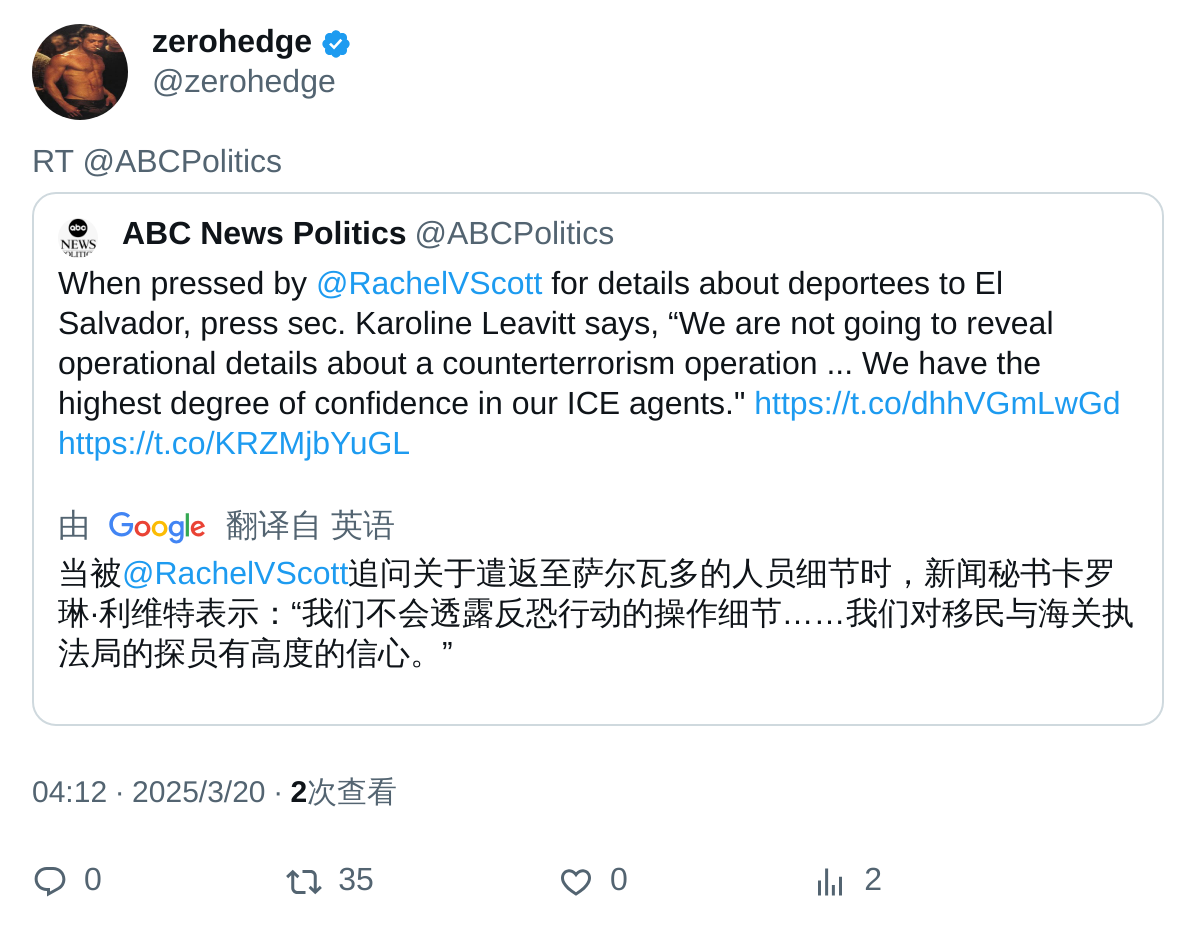 zerohedge
@zerohedge
RT @ABCPolitics
abc
NEWS
ABC News Politics @ABCPolitics
When pressed by @RachelVScott for details about deportees to El
Salvador, press sec. Karoline Leavitt says, “We are not going to reveal
operational details about a counterterrorism operation ... We have the
highest degree of confidence in our ICE agents." https://t.co/dhhVGmLwGd
https://t.co/KRZMjbYuGL
由 Google 翻译自 英语
当被@RachelVScott追问关于遣返至萨尔瓦多的人员细节时，新闻秘书卡罗
琳·利维特表示：“我们不会透露反恐行动的操作细节……我们对移民与海关执
法局的探员有高度的信心。”
04:12 · 2025/3/20 · 2次查看
0 35 0 2